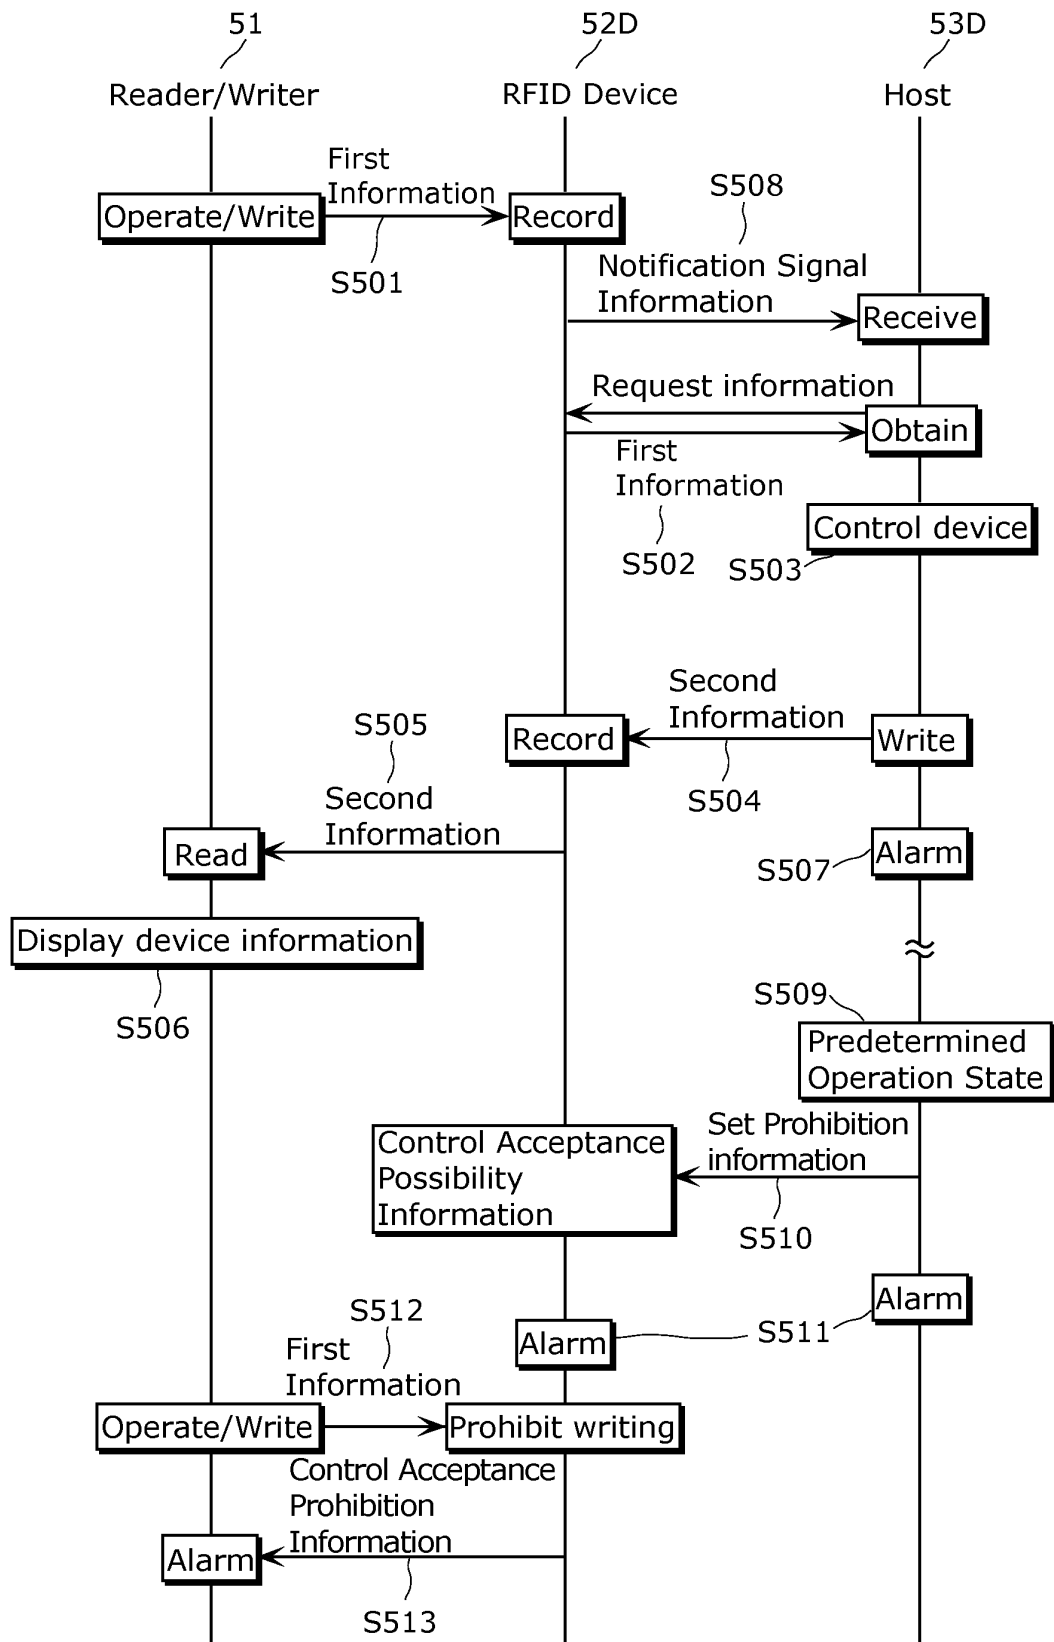 51
52D
53D
Reader/Writer
RFID Device
Host
First
Information
Operate/Write
Record
S501
S508
Notification Signal
Information
Receive
Request information
Obtain
First
Information
S502
Control device
S503
Second
Information
Write
Record
S504
S505
Second
Information
Read
Alarm
S507
Display device information
S506
S509
Predetermined
Operation State
Set Prohibition
information
Control Acceptance
Possibility
Information
S510
Alarm
S511
Alarm
S512
First
Information
Operate/Write
Prohibit writing
Control Acceptance
Prohibition
Information
Alarm
S513